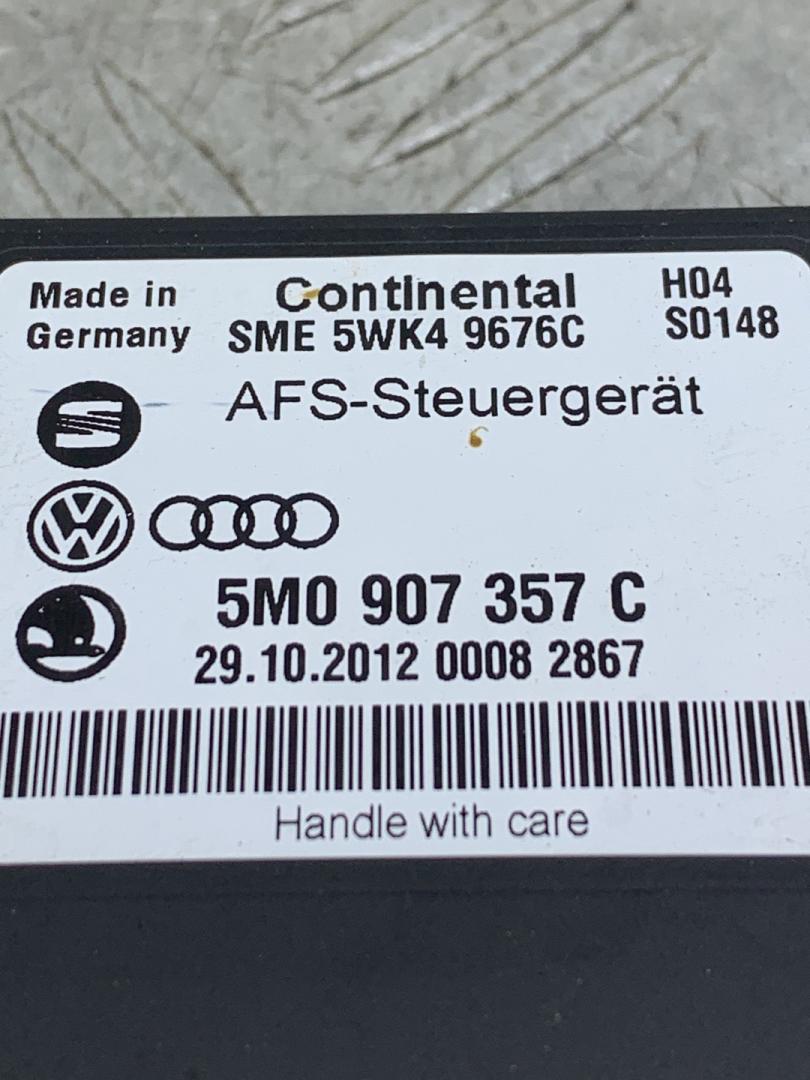 Made in
Germany
Continental
SME 5WK4 9676C
H04
S0148
AFS-Steuergerät
5M0 907 357 C
29.10.2012 0008 2867
Handle with care